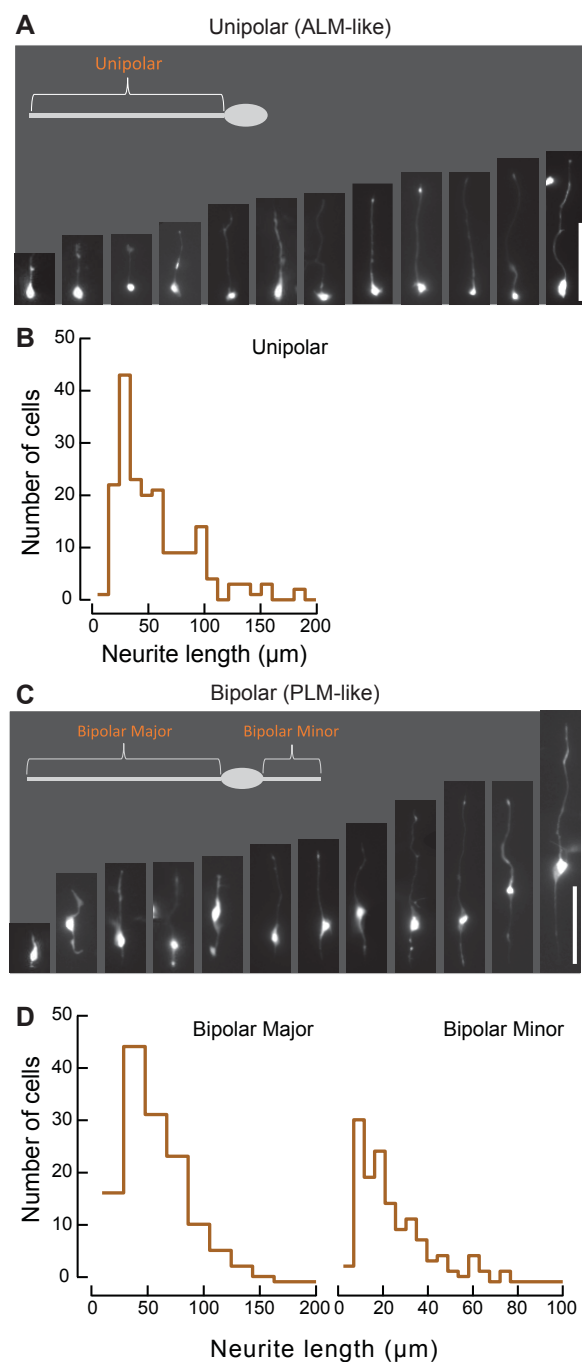 A
Unipolar (ALM-like)
Unipolar
B
Unipolar
50
40
30
20
10
0
Number of cells
0 50 100 150 200
Neurite length (µm)
C
Bipolar (PLM-like)
Bipolar Major
Bipolar Minor
D
Bipolar Major
Bipolar Minor
50
40
30
20
10
0
Number of cells
0 50 100 150 200
0 20 40 60 80 100
Neurite length (µm)